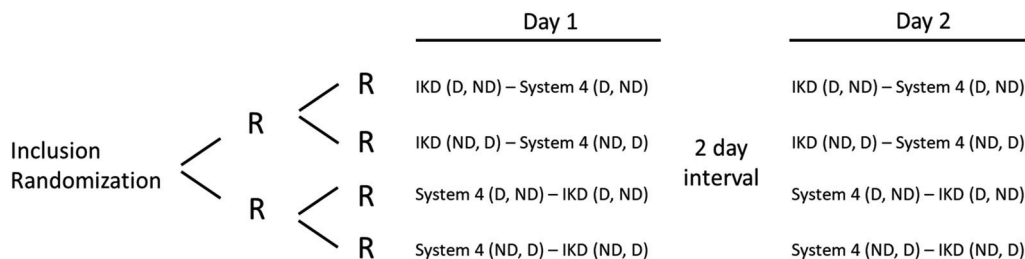 Day 1
Day 2
R
IKD (D, ND) – System 4 (D, ND)
IKD (D, ND) – System 4 (D, ND)
R
R
IKD (ND, D) – System 4 (ND, D)
IKD (ND, D) – System 4 (ND, D)
Inclusion
Randomization
2 day
interval
R
R
System 4 (D, ND) – IKD (D, ND)
System 4 (D, ND) – IKD (D, ND)
R
System 4 (ND, D) – IKD (ND, D)
System 4 (ND, D) – IKD (ND, D)